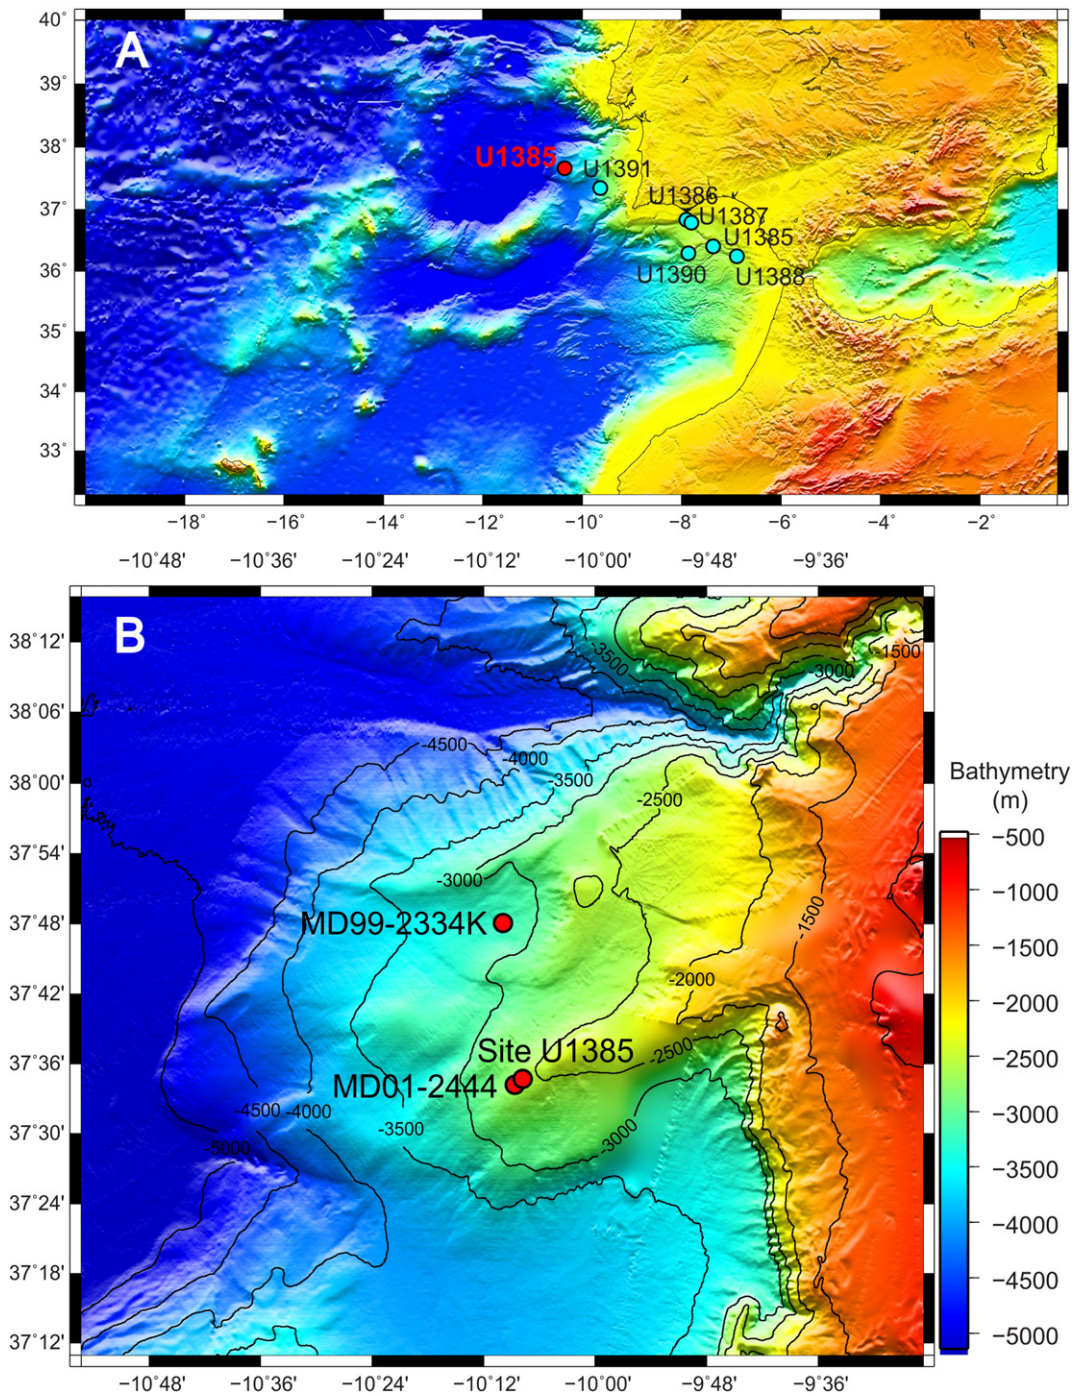 A
40°
39°
38°
37°
36°
35°
34°
33°
U1385
U1391
U1386
U1387
U1385
U1390
U1388
−18° −16° −14° −12° −10° −8° −6° −4° −2°
−10°48' −10°36' −10°24' −10°12' −10°00' −9°48' −9°36'
B
38°12'
38°06'
38°00'
37°54'
37°48'
37°42'
37°36'
37°30'
37°24'
37°18'
37°12'
-3500
-3000
-1500
-4500
-4000
-3500
-2500
-3000
MD99-2334K
-1500
-2000
Site U1385
-2500
MD01-2444
-4500
-4000
-3500
-3000
-5000
Bathymetry
(m)
−500
−1000
−1500
−2000
−2500
−3000
−3500
−4000
−4500
−5000
−10°48' −10°36' −10°24' −10°12' −10°00' −9°48' −9°36'